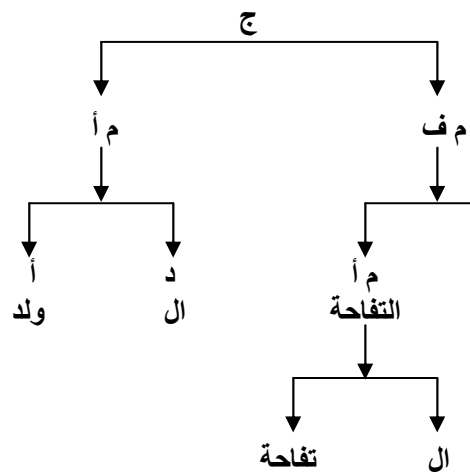 ج
م ف
م أ
م أ
د
أ
التفاحة
ال
ولد
ال
تفاحة